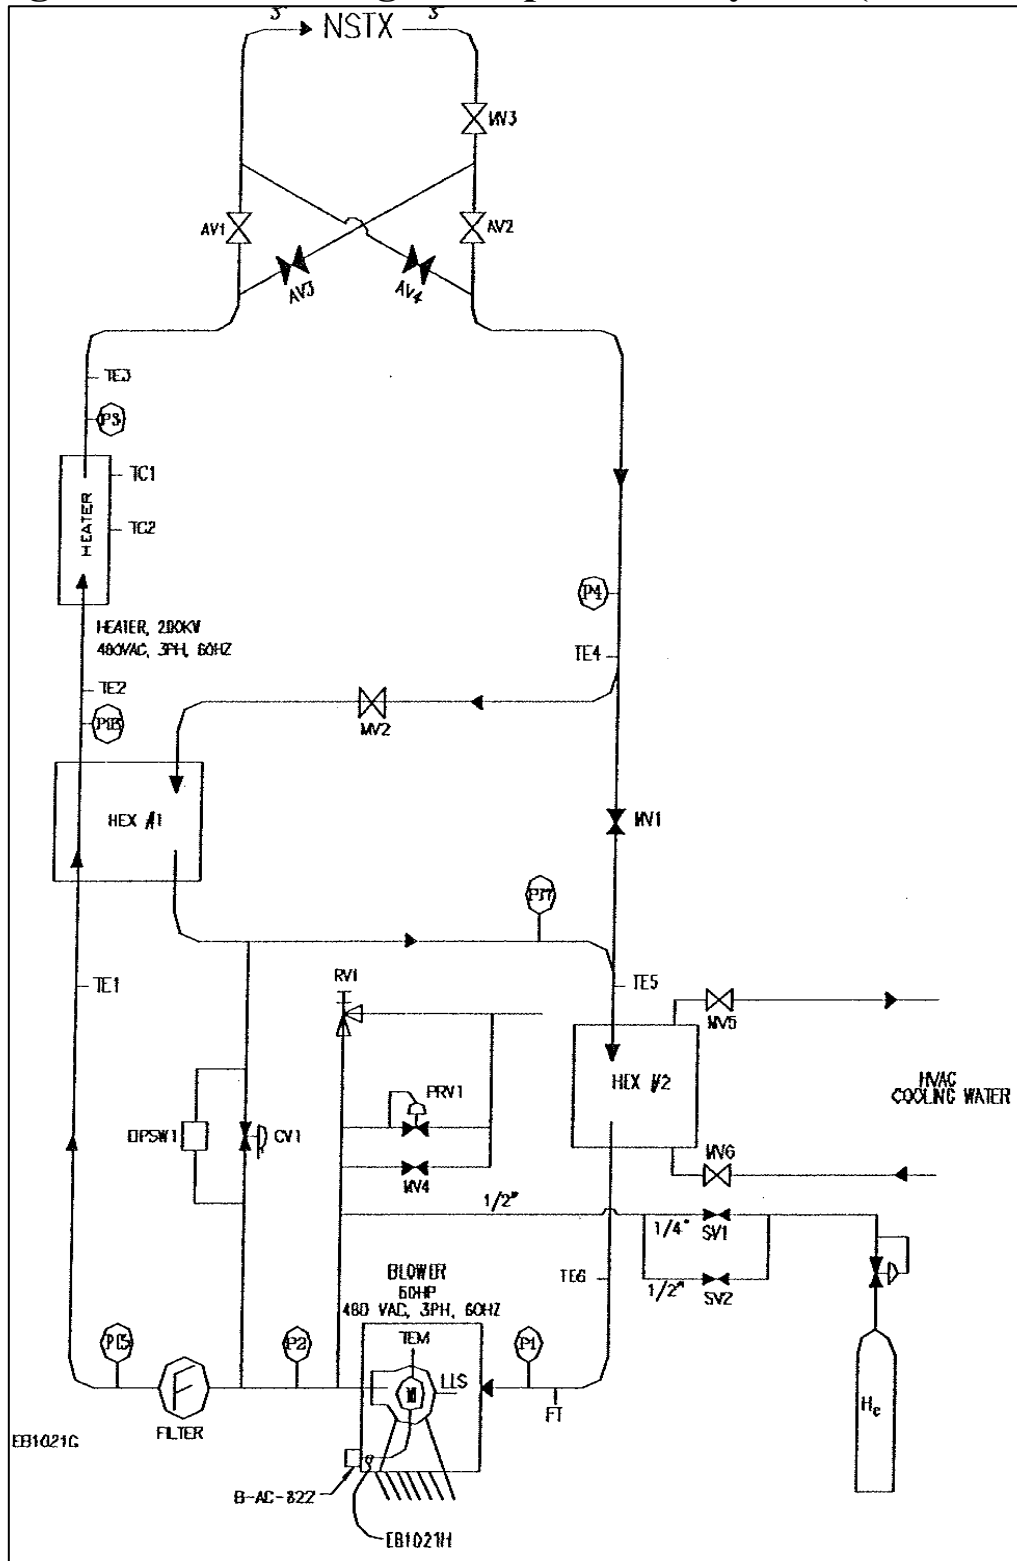 NSTX
MV3
AV1
AV2
AV3
AV4
TE3
P3
TC1
TC2
HEATER
P4
HEATER, 200KW
480VAC, 3PH, 60HZ
TE4
TE2
MV2
HEX #1
MV1
TE1
RV1
TE5
MV5
HEX #2
HVAC
COOLING WATER
PRV1
DPSW1
CV1
MV6
MV4
1/2"
1/4"
SV1
1/2"
SV2
TE6
BLOWER
50HP
480 VAC, 3PH, 60HZ
TEM
P2
P1
LLS
M
FILTER
FT
He
EB1021G
B-AC-822
EB1021H